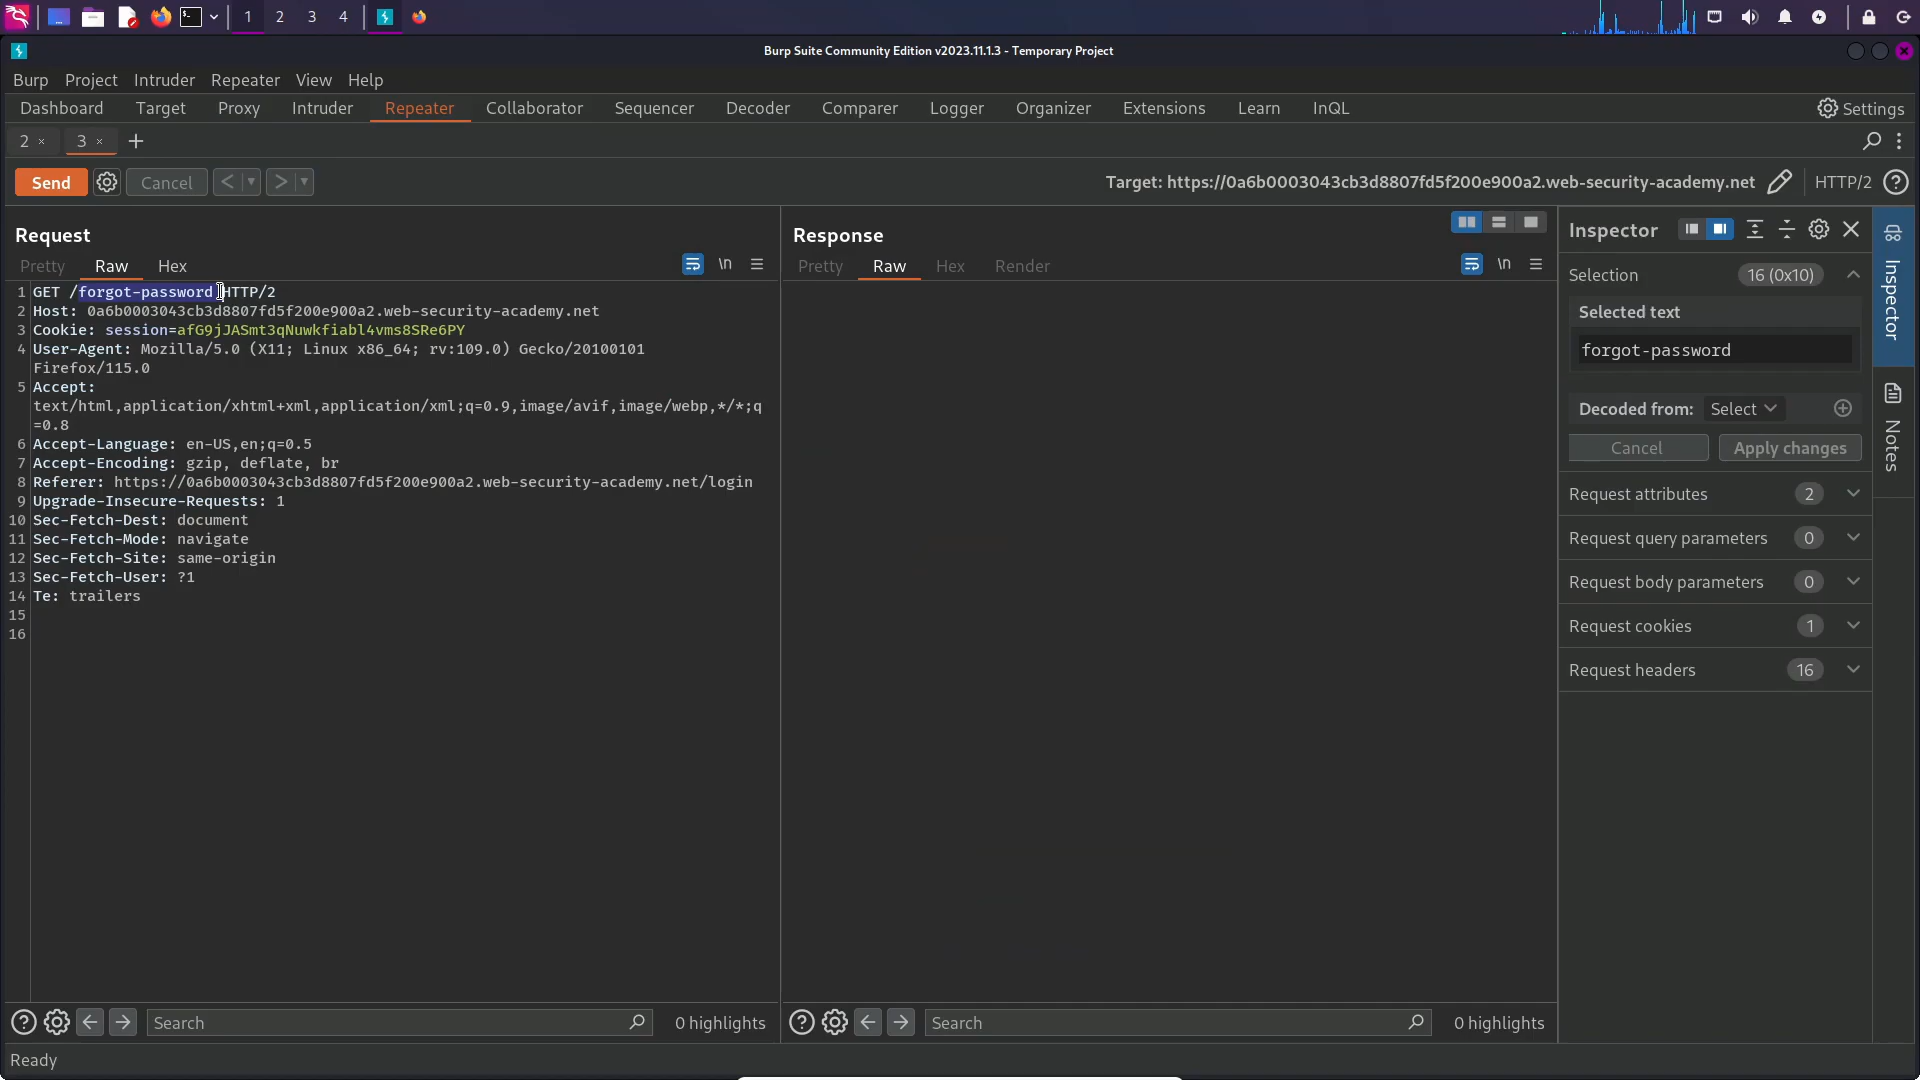 1 2 3 4
Burp Suite Community Edition v2023.11.1.3 - Temporary Project
Burp Project Intruder Repeater View Help
Dashboard Target Proxy Intruder Repeater Collaborator Sequencer Decoder Comparer Logger Organizer Extensions Learn InQL Settings
2 × 3 × +
Send Cancel < > Target: https://0a6b0003043cb3d8807fd5f200e900a2.web-security-academy.net HTTP/2 ?
Request
Pretty Raw Hex \n
1 GET /forgot-password HTTP/2
2 Host: 0a6b0003043cb3d8807fd5f200e900a2.web-security-academy.net
3 Cookie: session=afG9jJASmt3qNuwkfiabl4vms8SRe6PY
4 User-Agent: Mozilla/5.0 (X11; Linux x86_64; rv:109.0) Gecko/20100101
Firefox/115.0
5 Accept:
text/html,application/xhtml+xml,application/xml;q=0.9,image/avif,image/webp,*/*;q
=0.8
6 Accept-Language: en-US,en;q=0.5
7 Accept-Encoding: gzip, deflate, br
8 Referer: https://0a6b0003043cb3d8807fd5f200e900a2.web-security-academy.net/login
9 Upgrade-Insecure-Requests: 1
10 Sec-Fetch-Dest: document
11 Sec-Fetch-Mode: navigate
12 Sec-Fetch-Site: same-origin
13 Sec-Fetch-User: ?1
14 Te: trailers
15
16
Search 0 highlights
Response
Pretty Raw Hex Render \n
Search 0 highlights
Inspector
Selection 16 (0x10)
Selected text
forgot-password
Decoded from: Select
Cancel Apply changes
Request attributes 2
Request query parameters 0
Request body parameters 0
Request cookies 1
Request headers 16
Inspector
Notes
Ready